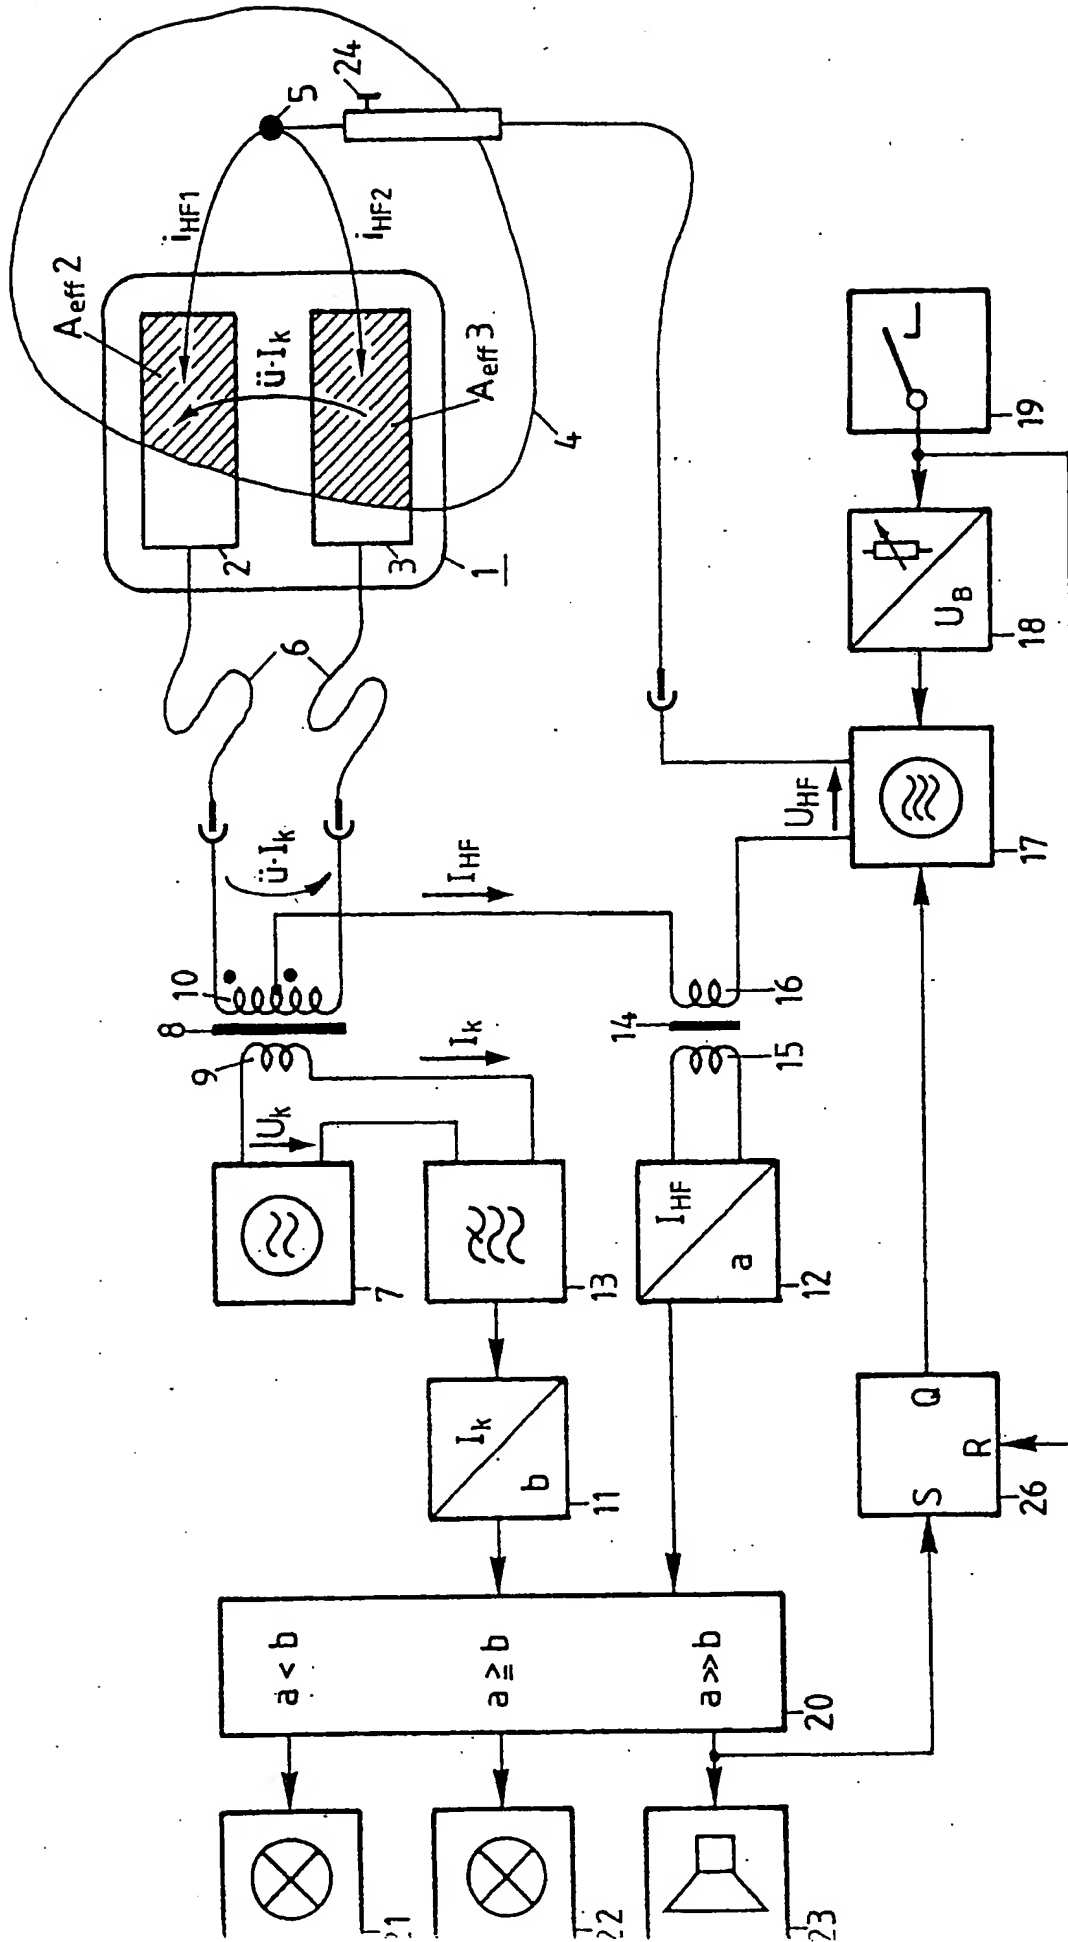 21
22
23
a < b
a ≧ b
a ≫ b
20
7
U_k
13
I_k
b
11
I_HF
a
12
S
Q
R
26
8
9
10
I_k
14
15
16
ü·I_k
I_HF
U_HF
17
6
U_B
18
19
1
2
3
4
A_eff 2
A_eff 3
ü·I_k
i_HF1
i_HF2
5
24